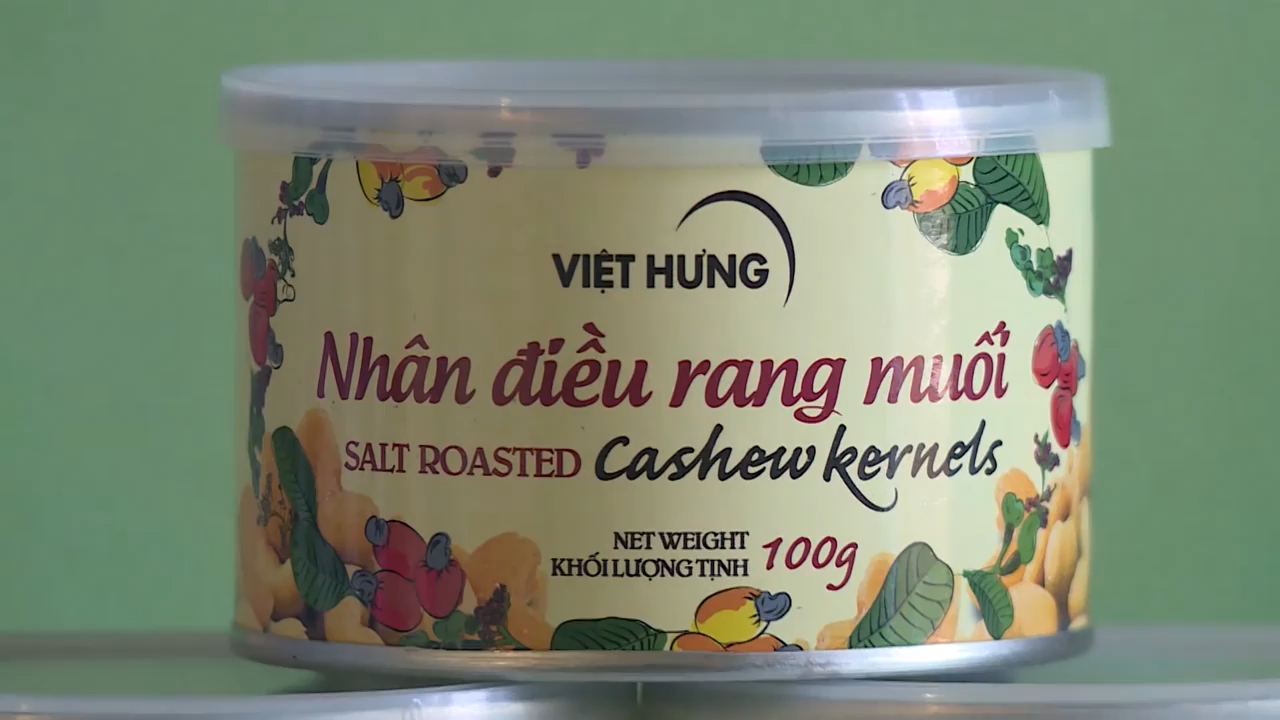 VIỆT HƯNG
Nhân điều rang muối
SALT ROASTED Cashew kernels
NET WEIGHT
KHỐI LƯỢNG TỊNH 100g